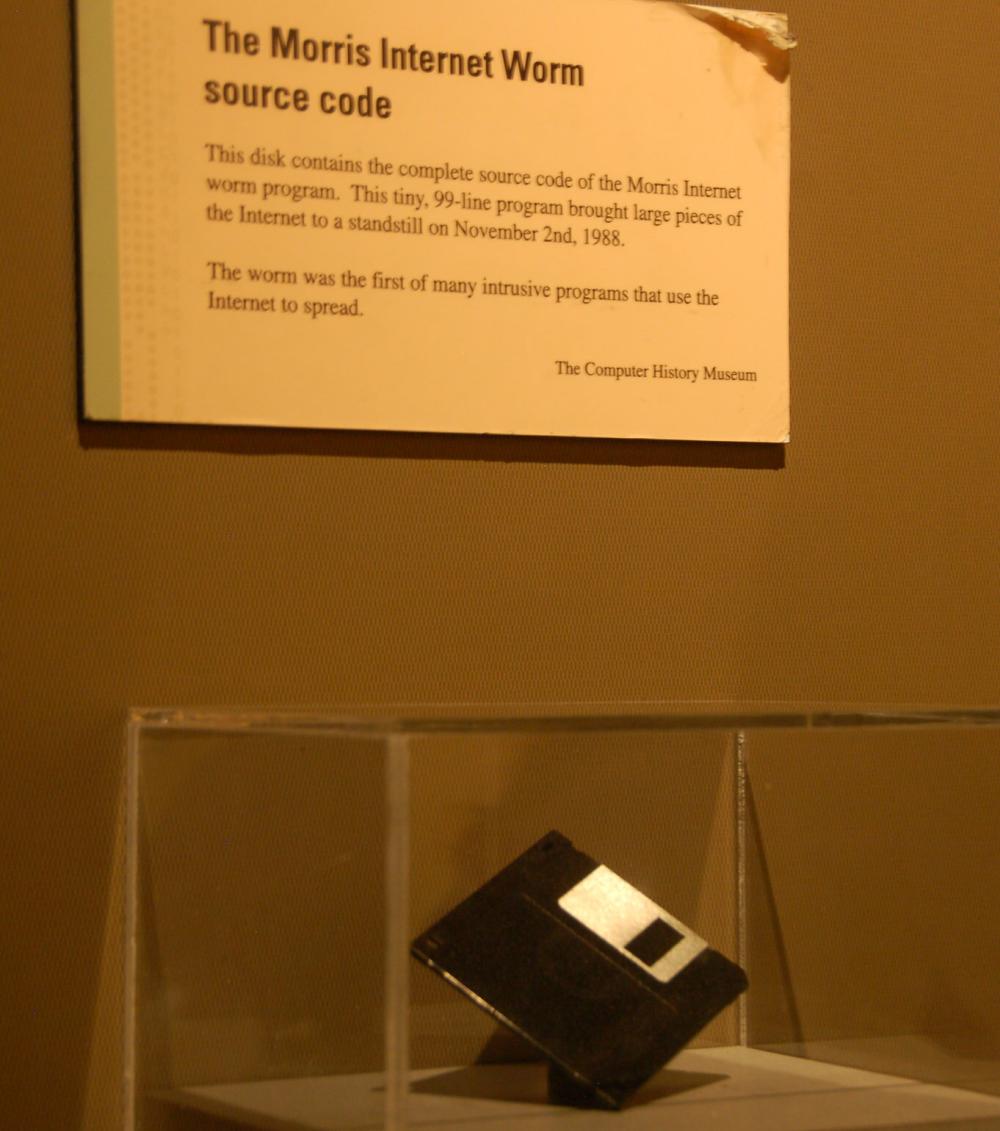 The Morris Internet Worm
source code
This disk contains the complete source code of the Morris Internet
worm program. This tiny, 99-line program brought large pieces of
the Internet to a standstill on November 2nd, 1988.
The worm was the first of many intrusive programs that use the
Internet to spread.
The Computer History Museum